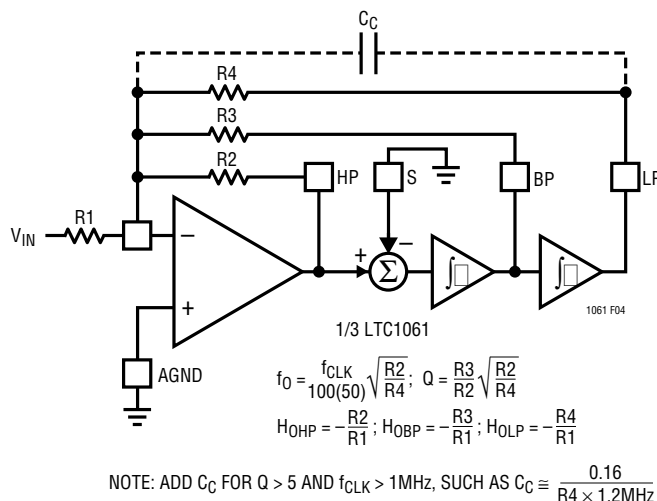 C_C
R4
R3
R2
HP
S
BP
LP
R1
V_IN
−
+
+
−
Σ
∫
∫
1061 F04
1/3 LTC1061
AGND
f_O = f_CLK / 100(50) √(R2 / R4) ; Q = R3 / R2 √(R2 / R4)
H_OHP = −R2 / R1 ; H_OBP = −R3 / R1 ; H_OLP = −R4 / R1
NOTE: ADD C_C FOR Q > 5 AND f_CLK > 1MHz, SUCH AS C_C ≅ 0.16 / R4 × 1.2MHz